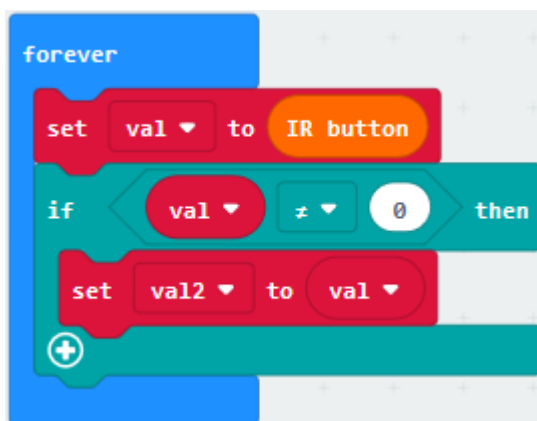 forever
set val to IR button
if val ≠ 0 then
set val2 to val